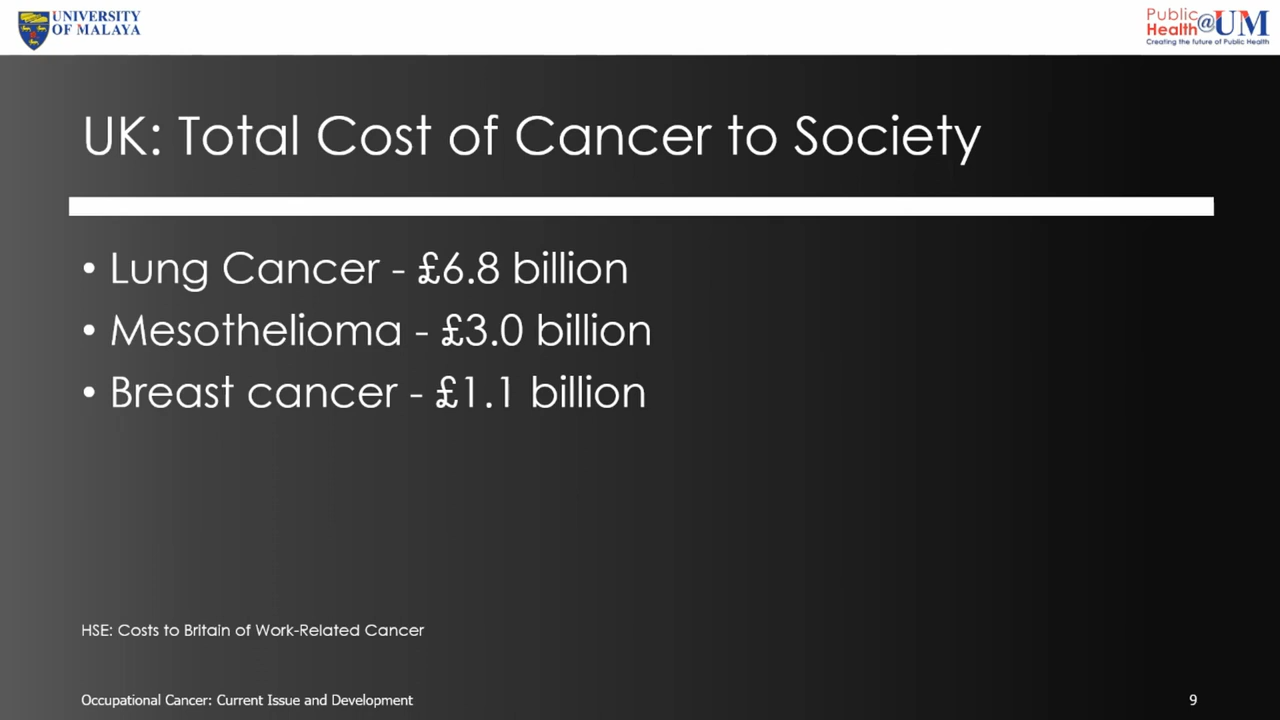 UNIVERSITY
OF MALAYA
Public
Health@UM
Creating the future of Public Health
UK: Total Cost of Cancer to Society
• Lung Cancer - £6.8 billion
• Mesothelioma - £3.0 billion
• Breast cancer - £1.1 billion
HSE: Costs to Britain of Work-Related Cancer
Occupational Cancer: Current Issue and Development
9